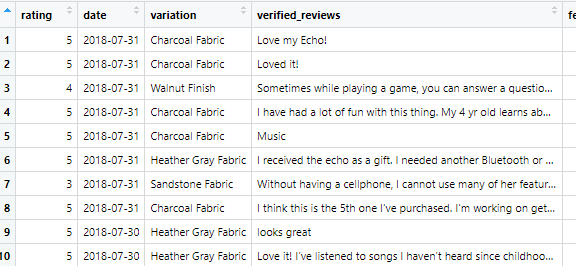 rating date variation verified_reviews fe
1 5 2018-07-31 Charcoal Fabric Love my Echo!
2 5 2018-07-31 Charcoal Fabric Loved it!
3 4 2018-07-31 Walnut Finish Sometimes while playing a game, you can answer a questio...
4 5 2018-07-31 Charcoal Fabric I have had a lot of fun with this thing. My 4 yr old learns ab...
5 5 2018-07-31 Charcoal Fabric Music
6 5 2018-07-31 Heather Gray Fabric I received the echo as a gift. I needed another Bluetooth or ...
7 3 2018-07-31 Sandstone Fabric Without having a cellphone, I cannot use many of her featur...
8 5 2018-07-31 Charcoal Fabric I think this is the 5th one I've purchased. I'm working on get...
9 5 2018-07-30 Heather Gray Fabric looks great
10 5 2018-07-30 Heather Gray Fabric Love it! I've listened to songs I haven't heard since childhoo...